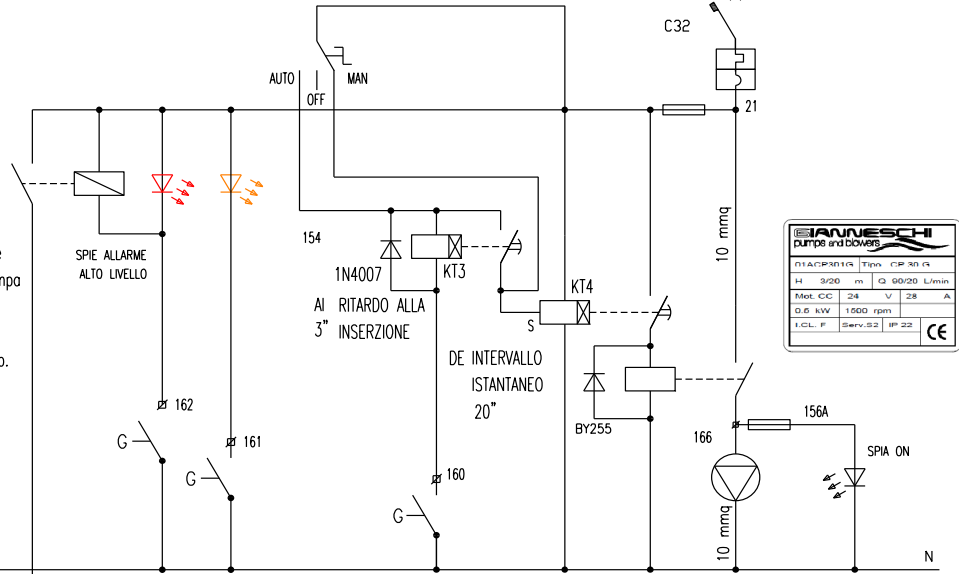 C32
AUTO
MAN
OFF
21
154
1N4007
KT3
SPIE ALLARME
ALTO LIVELLO
mpa
AI RITARDO ALLA
3" INSERZIONE
KT4
S
DE INTERVALLO
ISTANTANEO
20"
10 mmq
GIANNESCHI
pumps and blowers
01ACP301G Tipo CP 30 G
H 3/20 m Q 90/20 L/min
Mot. CC 24 V 28 A
0.6 kW 1500 rpm
I.CL. F Serv.S2 IP 22 CE
o.
162
G
161
G
160
G
BY255
166
156A
SPIA ON
10 mmq
N